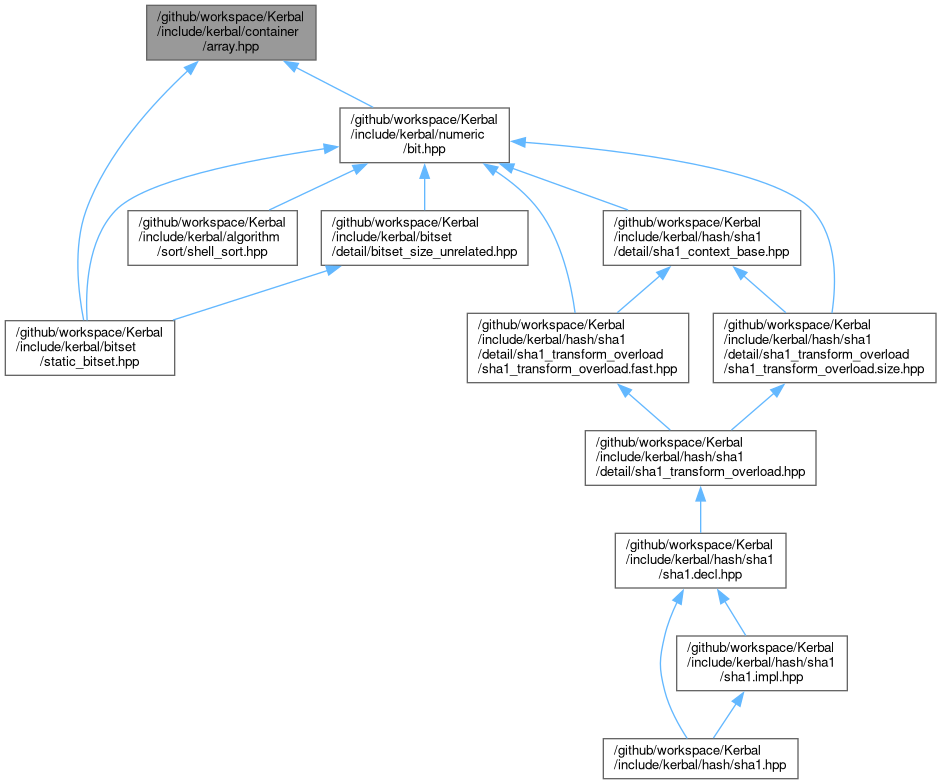 /github/workspace/Kerbal
/include/kerbal/container
/array.hpp
/github/workspace/Kerbal
/include/kerbal/numeric
/bit.hpp
/github/workspace/Kerbal
/include/kerbal/algorithm
/sort/shell_sort.hpp
/github/workspace/Kerbal
/include/kerbal/bitset
/detail/bitset_size_unrelated.hpp
/github/workspace/Kerbal
/include/kerbal/hash/sha1
/detail/sha1_context_base.hpp
/github/workspace/Kerbal
/include/kerbal/bitset
/static_bitset.hpp
/github/workspace/Kerbal
/include/kerbal/hash/sha1
/detail/sha1_transform_overload
/sha1_transform_overload.fast.hpp
/github/workspace/Kerbal
/include/kerbal/hash/sha1
/detail/sha1_transform_overload
/sha1_transform_overload.size.hpp
/github/workspace/Kerbal
/include/kerbal/hash/sha1
/detail/sha1_transform_overload.hpp
/github/workspace/Kerbal
/include/kerbal/hash/sha1
/sha1.decl.hpp
/github/workspace/Kerbal
/include/kerbal/hash/sha1
/sha1.impl.hpp
/github/workspace/Kerbal
/include/kerbal/hash/sha1.hpp